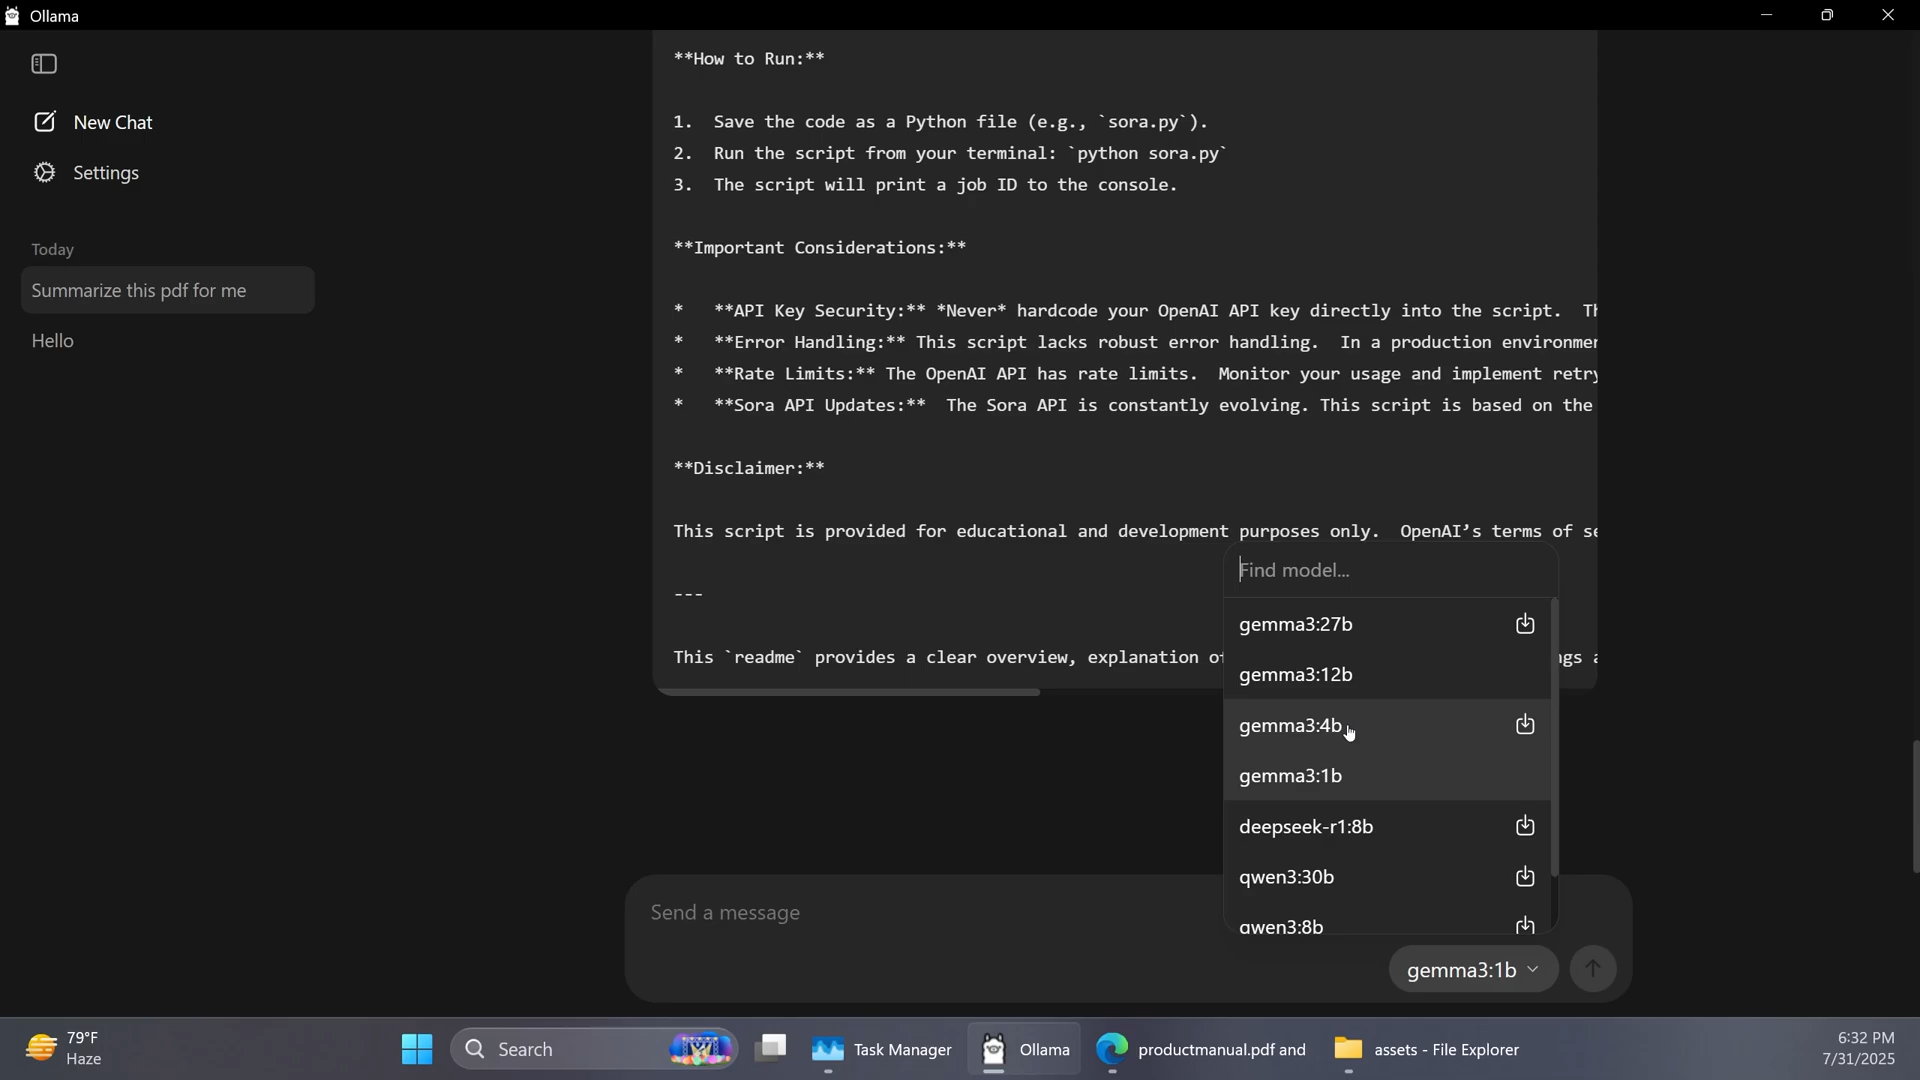 Ollama
New Chat
Settings
Today
Summarize this pdf for me
Hello
**How to Run:**
1. Save the code as a Python file (e.g., `sora.py`).
2. Run the script from your terminal: `python sora.py`
3. The script will print a job ID to the console.
**Important Considerations:**
* **API Key Security:** *Never* hardcode your OpenAI API key directly into the script.
* **Error Handling:** This script lacks robust error handling. In a production
* **Rate Limits:** The OpenAI API has rate limits. Monitor your usage and implement
* **Sora API Updates:** The Sora API is constantly evolving. This script is based on the
**Disclaimer:**
This script is provided for educational and development purposes only. OpenAI’s terms of
---
This `readme` provides a clear overview, explanation
Find model...
gemma3:27b
gemma3:12b
gemma3:4b
gemma3:1b
deepseek-r1:8b
qwen3:30b
qwen3:8b
Send a message
gemma3:1b
79°F
Haze
Search
Task Manager
Ollama
productmanual.pdf and
assets - File Explorer
6:32 PM
7/31/2025